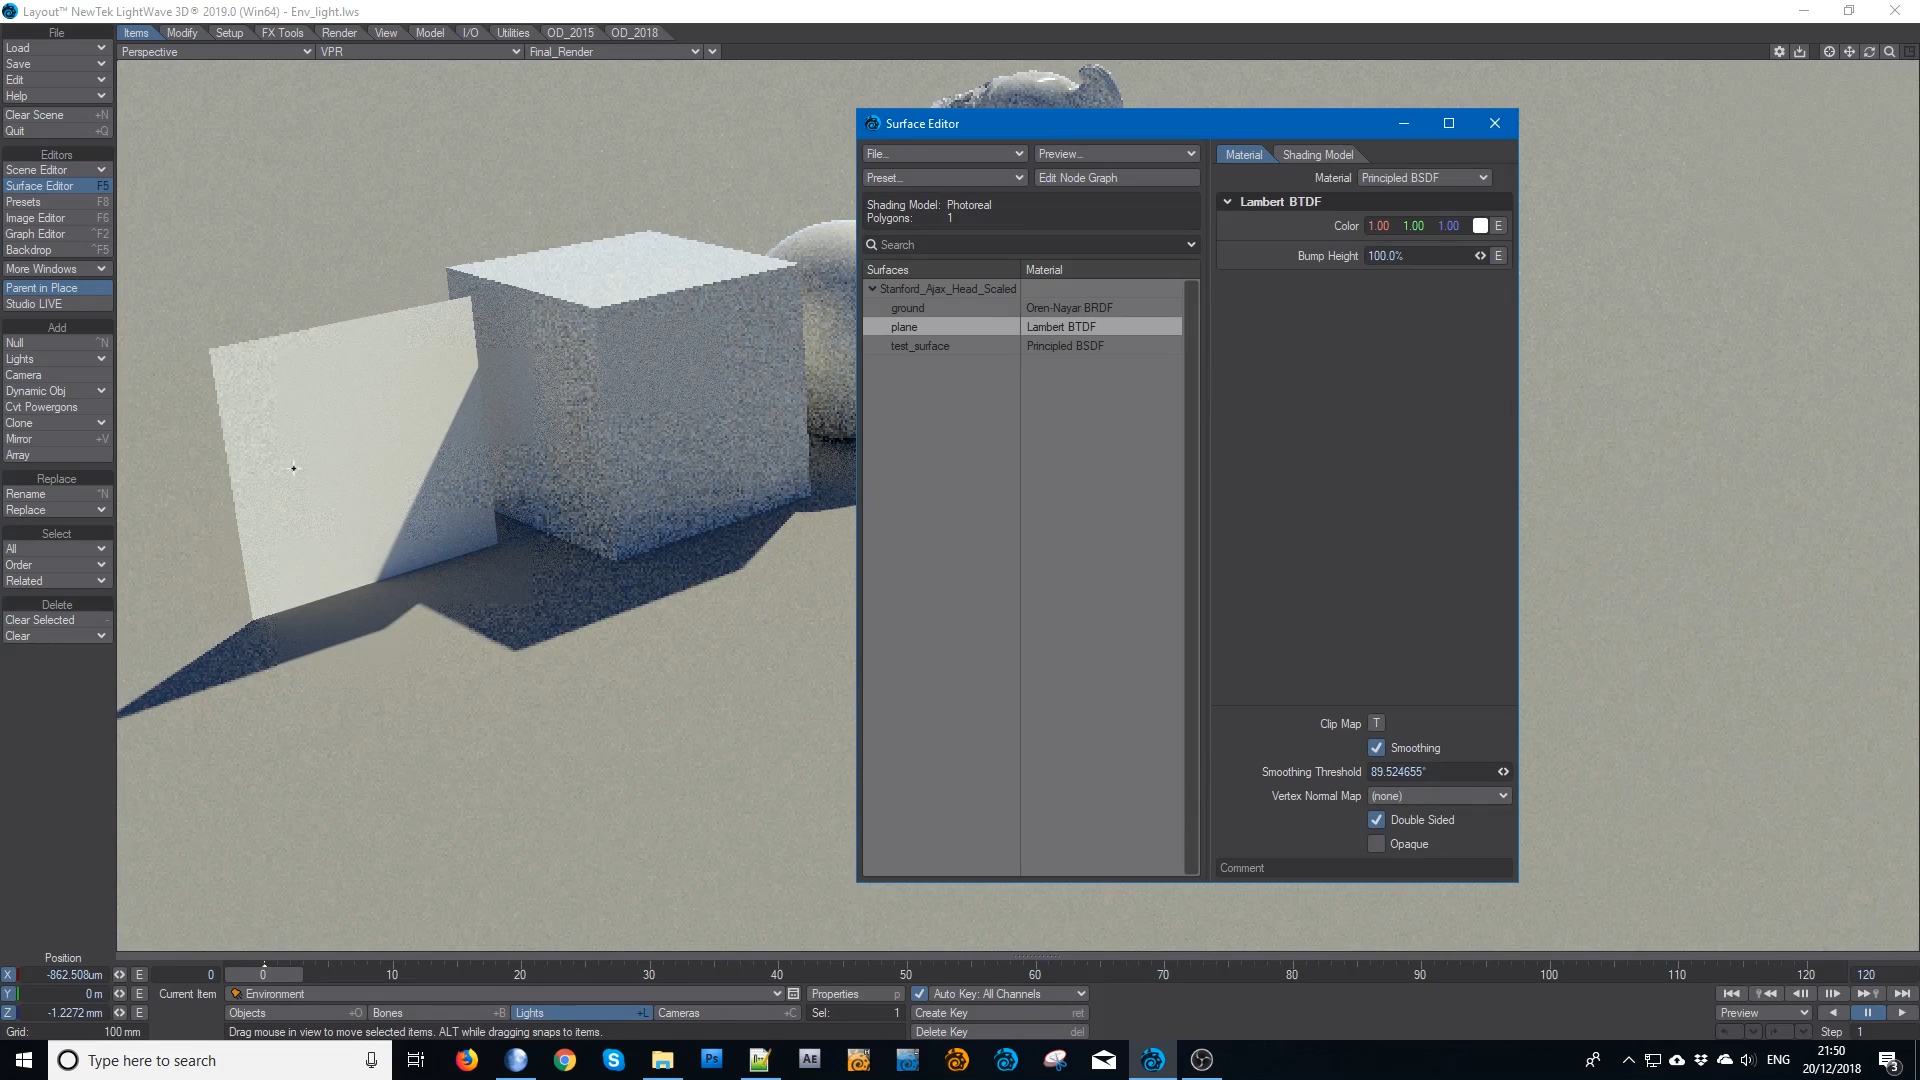 Layout™ NewTek LightWave 3D® 2019.0 (Win64) - Env_light.lws
File
Load
Save
Edit
Help
Clear Scene +N
Quit +Q
Editors
Scene Editor
Surface Editor F5
Presets F8
Image Editor F6
Graph Editor ^F2
Backdrop ^F5
More Windows
Parent in Place
Studio LIVE
Add
Null ^N
Lights
Camera
Dynamic Obj
Cvt Powergons
Clone
Mirror +V
Array
Replace
Rename ^N
Replace
Select
All
Order
Related
Delete
Clear Selected -
Clear
Items Modify Setup FX Tools Render View Model I/O Utilities OD_2015 OD_2018
Perspective VPR Final_Render
Surface Editor
File...
Preview...
Preset...
Edit Node Graph
Shading Model: Photoreal
Polygons: 1
Search
Surfaces Material
Stanford_Ajax_Head_Scaled
ground Oren-Nayar BRDF
plane Lambert BTDF
test_surface Principled BSDF
Material Shading Model
Material Principled BSDF
Lambert BTDF
Color 1.00 1.00 1.00 E
Bump Height 100.0% E
Clip Map T
Smoothing
Smoothing Threshold 89.524655°
Vertex Normal Map (none)
Double Sided
Opaque
Comment
Position
X -862.508um E
Y 0 m E
Z -1.2272 mm E
Grid: 100 mm
0 0 10 20 30 40 50 60 70 80 90 100 110 120 120
Current Item Environment Properties p Auto Key: All Channels
Objects +O Bones +B Lights +L Cameras +C Sel: 1 Create Key ret
Drag mouse in view to move selected items. ALT while dragging snaps to items. Delete Key del
Preview
Step 1
Type here to search
Ps
AE
ENG
21:50
20/12/2018
3